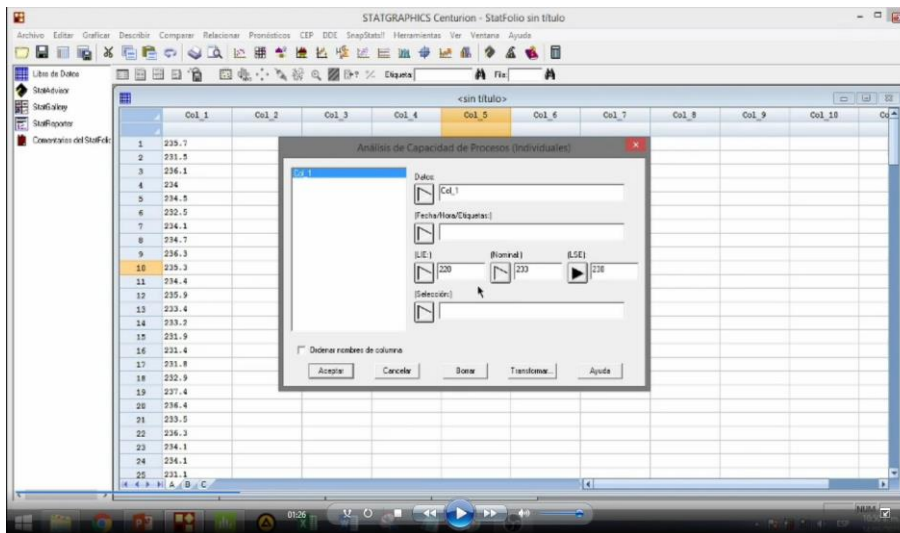 STATGRAPHICS Centurion - StatFolio sin título
Archivo Editar Graficar Describir Comparar Relacionar Pronósticos CEP DDE SnapStats!! Herramientas Ver Ventana Ayuda
Etiqueta: Fila:
Libro de Datos
StatAdvisor
StatGallery
StatReporter
Comentarios del StatFolio
<sin título>
Col_1 Col_2 Col_3 Col_4 Col_5 Col_6 Col_7 Col_8 Col_9 Col_10
1 235.7
2 231.5
3 236.1
4 234
5 234.5
6 232.5
7 234.1
8 234.7
9 236.3
10 235.3
11 234.4
12 235.9
13 233.4
14 233.2
15 231.9
16 231.4
17 231.8
18 232.9
19 237.4
20 236.4
21 233.5
22 236.3
23 234.1
24 234.1
25 231.1
A B C
Análisis de Capacidad de Procesos (Individuales)
Col_1
Datos:
Col_1
(Fecha/Hora/Etiquetas:)
(LIE:) (Nominal:) (LSE:)
220 233
(Selección:)
Ordenar nombres de columna
Aceptar Cancelar Borrar Transformar... Ayuda
01:26
NUM